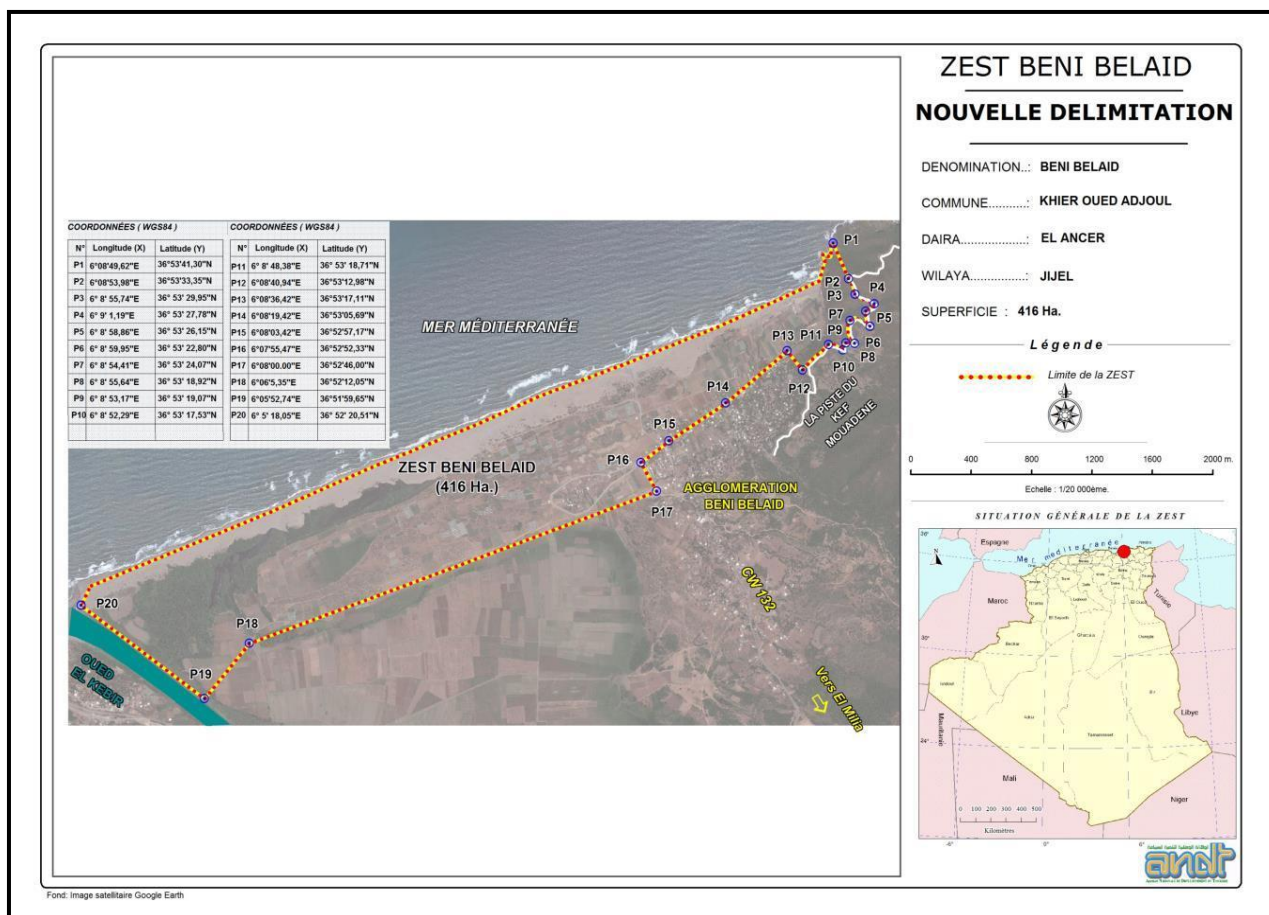 ZEST BENI BELAID
NOUVELLE DELIMITATION
DENOMINATION..: BENI BELAID
COMMUNE..........: KHIER OUED ADJOUL
DAIRA................: EL ANCER
WILAYA...............: JIJEL
SUPERFICIE : 416 Ha.
Légende
Limite de la ZEST
0 400 800 1200 1600 2000 m.
Echelle : 1/20 000ème.
SITUATION GÉNÉRALE DE LA ZEST
Espagne
Mer méditerranée
Maroc
Tunisie
Libye
Mauritanie
Mali
Niger
N
30°
24°
0 100 200 300 400 500
Kilomètres
-6° 0° 6°
andt
COORDONNÉES ( WGS84 ) COORDONNÉES ( WGS84 )
N° Longitude (X) Latitude (Y) N° Longitude (X) Latitude (Y)
P1 6°08'49,62"E 36°53'41,30"N P11 6° 8' 48,38"E 36° 53' 18,71"N
P2 6°08'53,98"E 36°53'33,35"N P12 6°08'40,94"E 36°53'12,98"N
P3 6° 8' 55,74"E 36° 53' 29,95"N P13 6°08'36,42"E 36°53'17,11"N
P4 6° 9' 1,19"E 36° 53' 27,78"N P14 6°08'19,42"E 36°53'05,69"N
P5 6° 8' 58,86"E 36° 53' 26,15"N P15 6°08'03,42"E 36°52'57,17"N
P6 6° 8' 59,95"E 36° 53' 22,80"N P16 6°07'55,47"E 36°52'52,33"N
P7 6° 8' 54,41"E 36° 53' 24,07"N P17 6°08'00.00"E 36°52'46,00"N
P8 6° 8' 55,64"E 36° 53' 18,92"N P18 6°06'5,35"E 36°52'12,05"N
P9 6° 8' 53,17"E 36° 53' 19,07"N P19 6°05'52,74"E 36°51'59,65"N
P10 6° 8' 52,29"E 36° 53' 17,53"N P20 6° 5' 18,05"E 36° 52' 20,51"N
P1
P2
P3
P4
P5
P6
P7
P8
P9
P10
P11
P12
P13
P14
P15
P16
P17
P18
P19
P20
MER MÉDITERRANÉE
LA PISTE DU
KEF
MOUADENE
ZEST BENI BELAID
(416 Ha.)
AGGLOMERATION
BENI BELAID
CW 132
Vers El Milia
OUED
EL KEBIR
Fond: Image satellitaire Google Earth